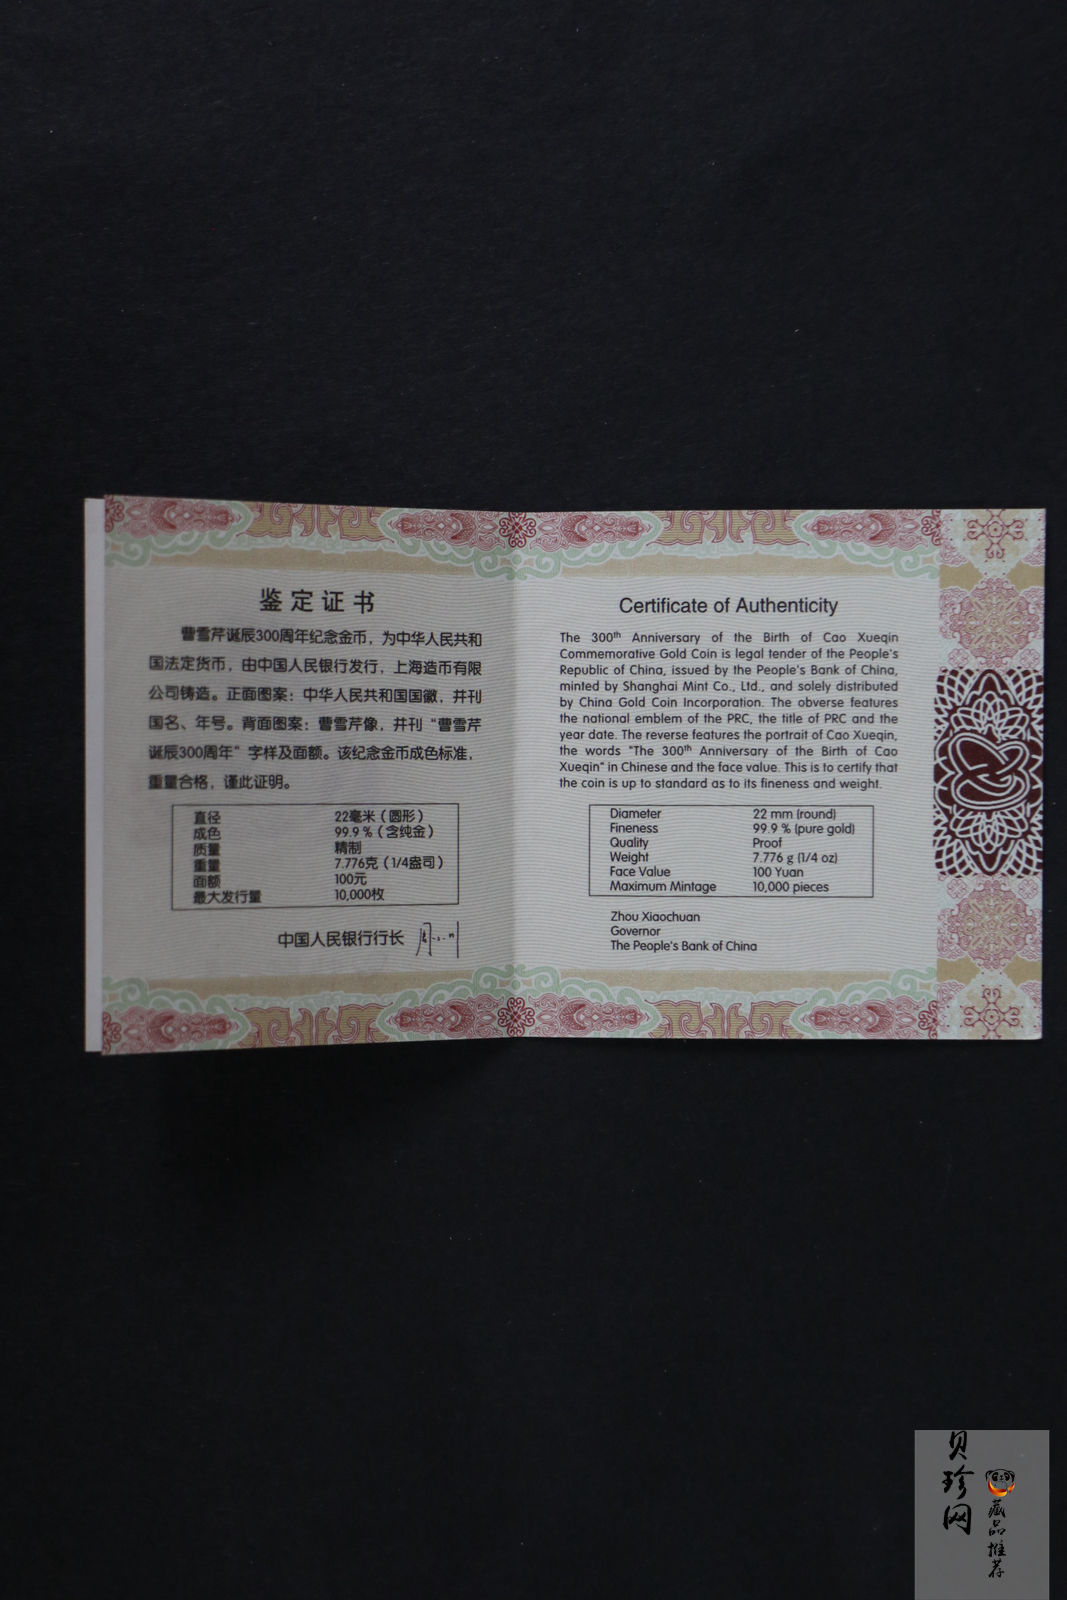 鉴定证书
曹雪芹诞辰300周年纪念金币，为中华人民共和
国法定货币，由中国人民银行发行，上海造币有限
公司铸造。正面图案：中华人民共和国国徽，并刊
国名、年号。背面图案：曹雪芹像，并刊“曹雪芹
诞辰300周年”字样及面额。该纪念金币成色标准，
重量合格，谨此证明。
直径 22毫米（圆形）
成色 99.9 %（含纯金）
质量 精制
重量 7.776克（1/4盎司）
面额 100元
最大发行量 10,000枚
中国人民银行行长
Certificate of Authenticity
The 300th Anniversary of the Birth of Cao Xueqin
Commemorative Gold Coin is legal tender of the People's
Republic of China, issued by the People's Bank of China,
minted by Shanghai Mint Co., Ltd., and solely distributed
by China Gold Coin Incorporation. The obverse features
the national emblem of the PRC, the title of PRC and the
year date. The reverse features the portrait of Cao Xueqin,
the words "The 300th Anniversary of the Birth of Cao
Xueqin" in Chinese and the face value. This is to certify that
the coin is up to standard as to its fineness and weight.
Diameter 22 mm (round)
Fineness 99.9 % (pure gold)
Quality Proof
Weight 7.776 g (1/4 oz)
Face Value 100 Yuan
Maximum Mintage 10,000 pieces
Zhou Xiaochuan
Governor
The People's Bank of China
贝珍网
藏品推荐